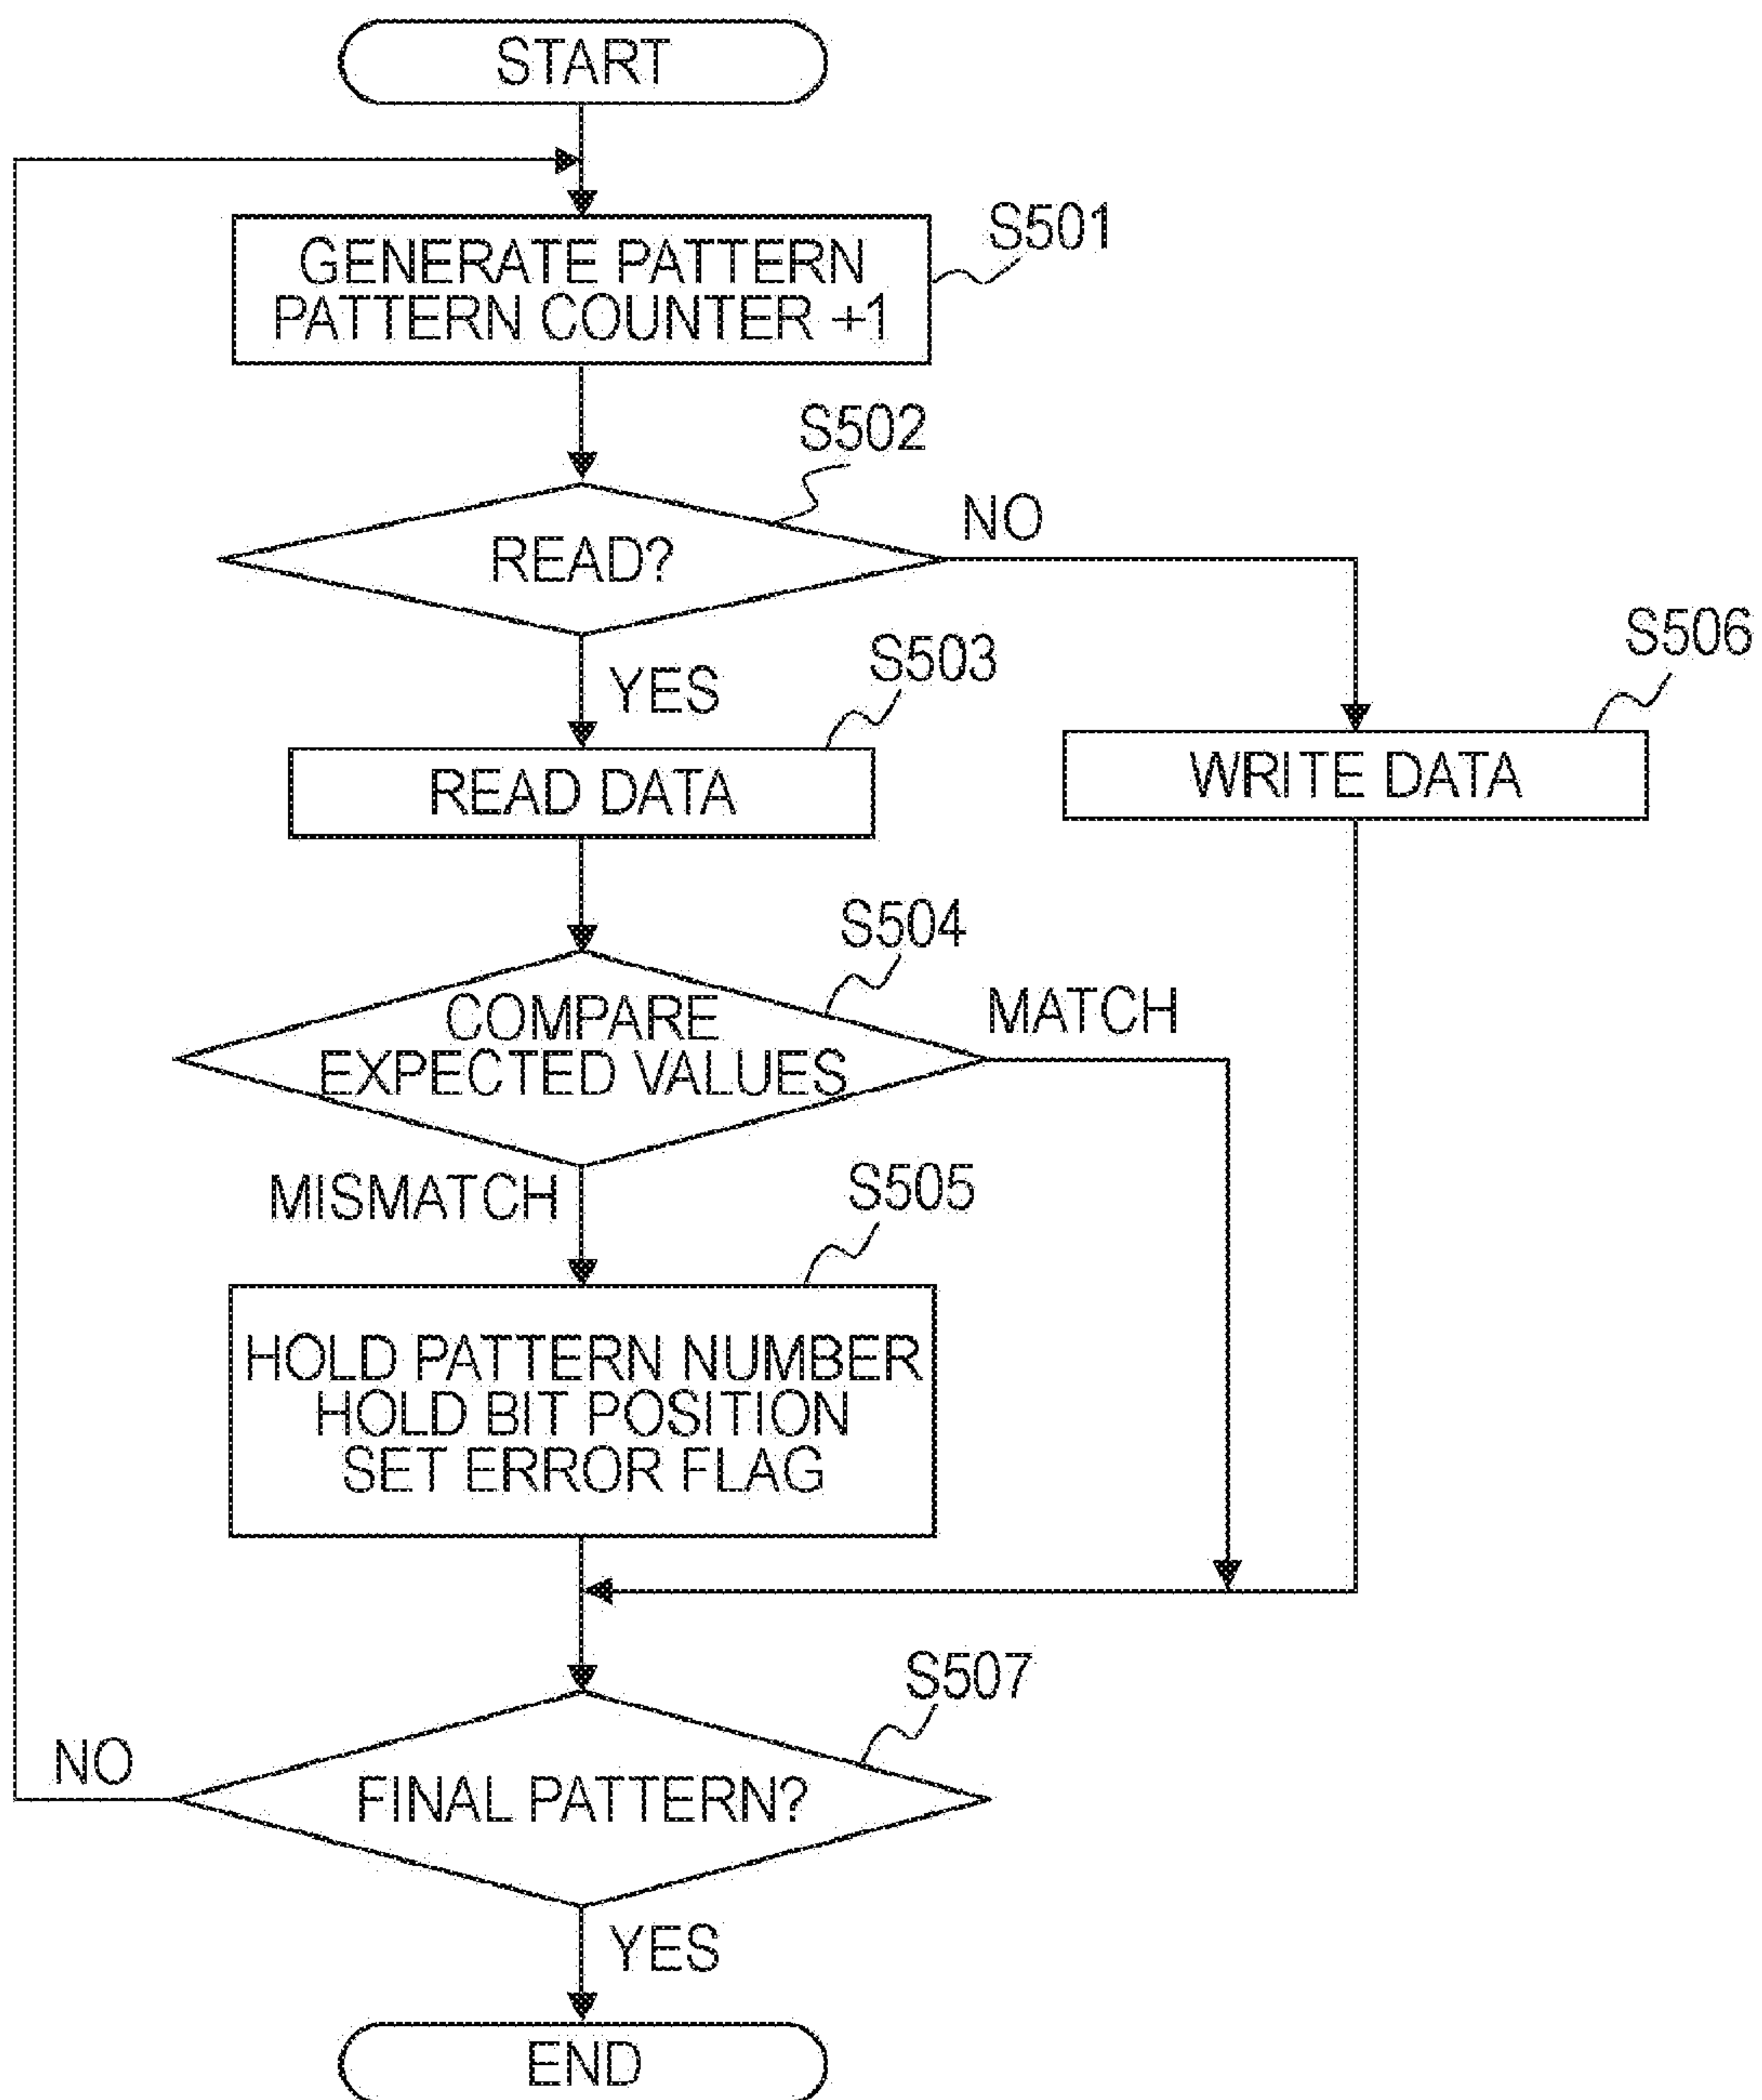 START
GENERATE PATTERN
PATTERN COUNTER +1
S501
S502
READ?
NO
YES
S503
READ DATA
S506
WRITE DATA
S504
COMPARE
EXPECTED VALUES
MATCH
MISMATCH
S505
HOLD PATTERN NUMBER
HOLD BIT POSITION
SET ERROR FLAG
S507
FINAL PATTERN?
NO
YES
END